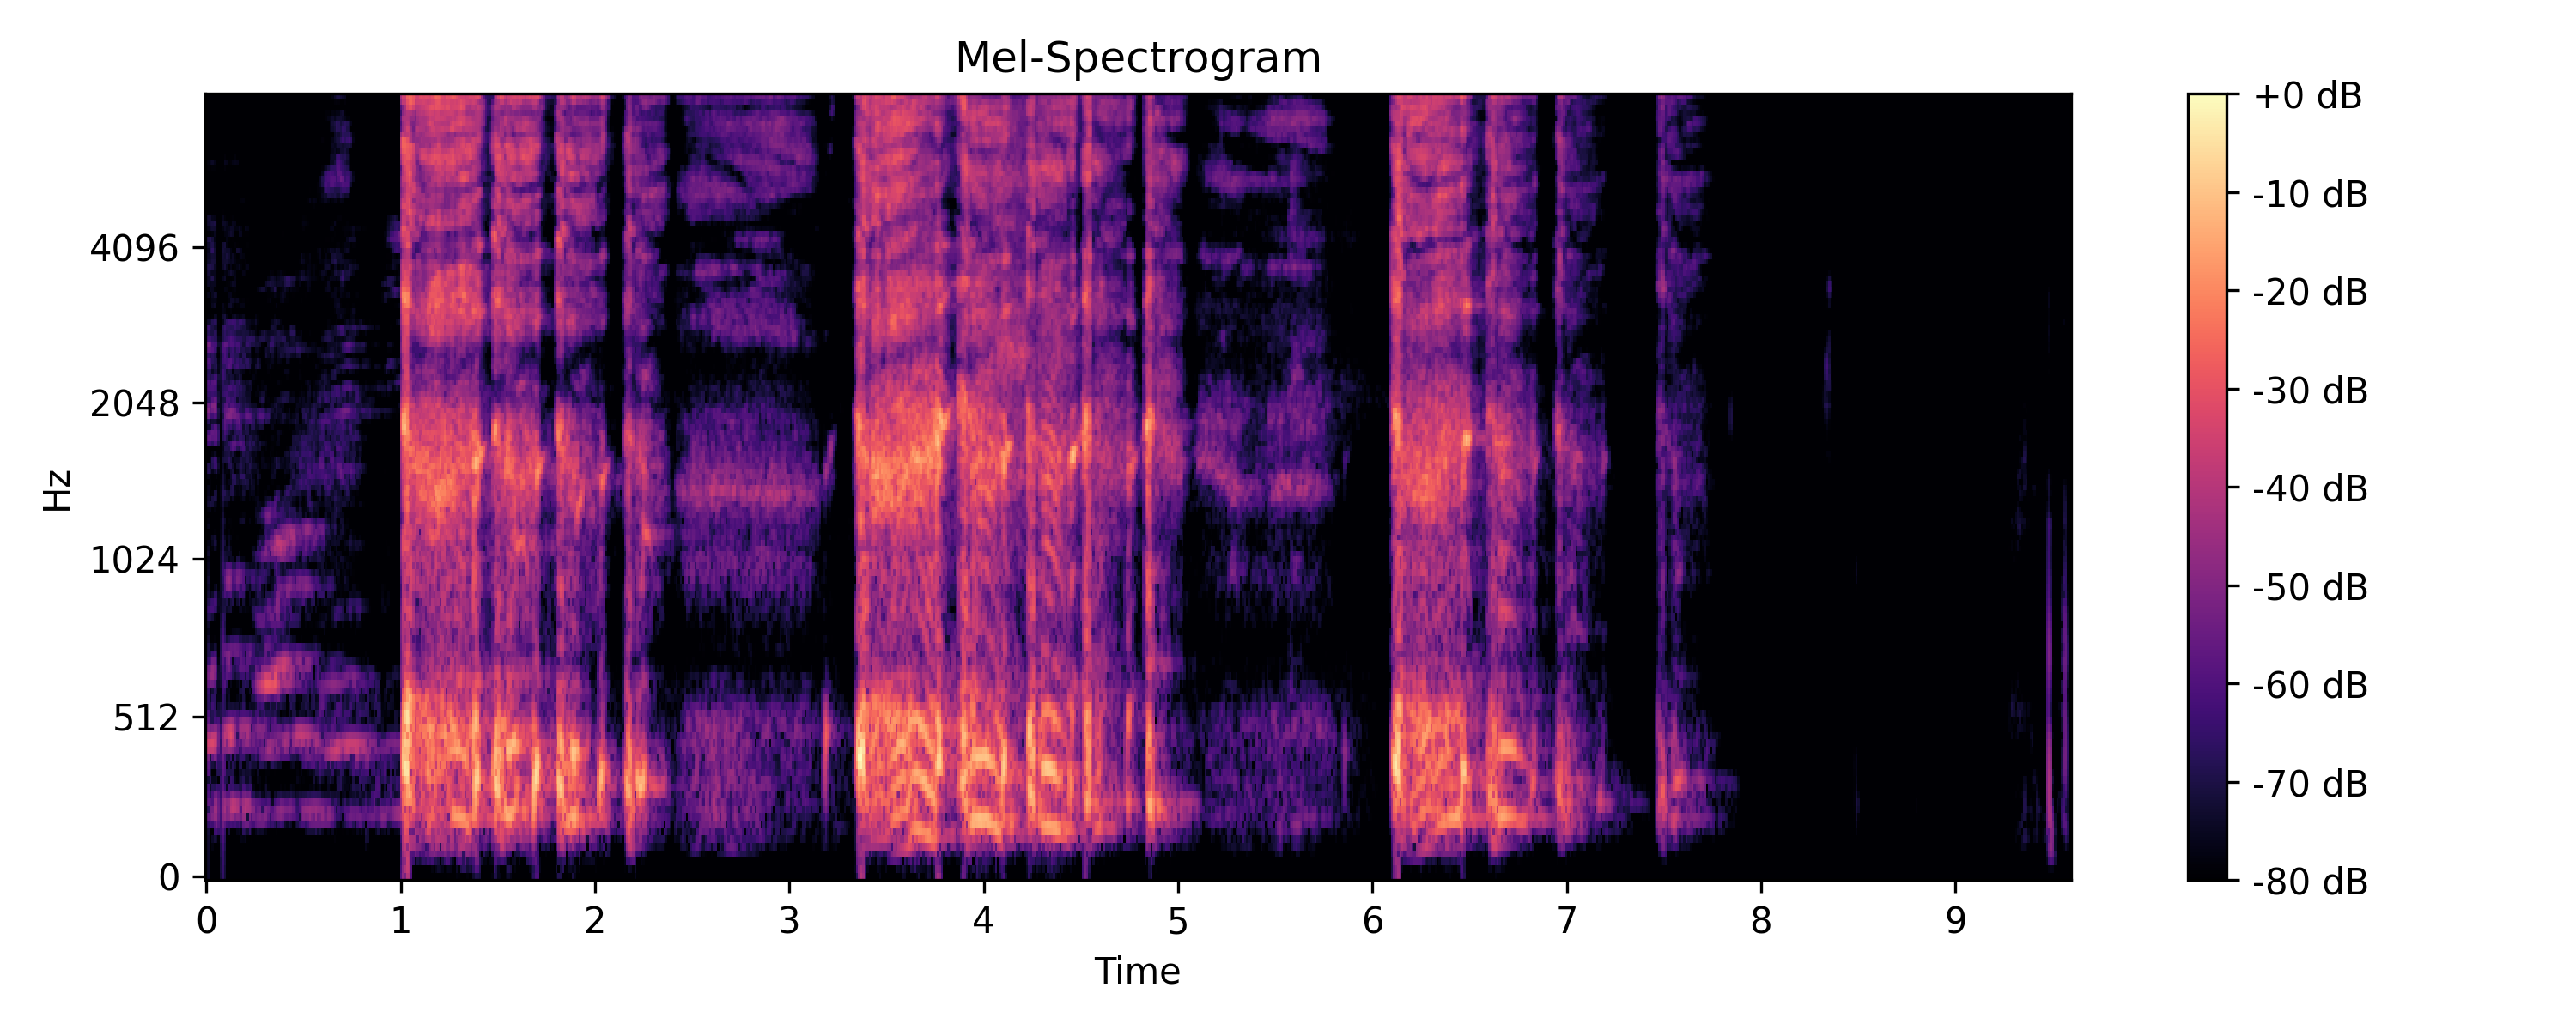 Mel-Spectrogram
+0 dB
-10 dB
-20 dB
-30 dB
-40 dB
-50 dB
-60 dB
-70 dB
-80 dB
4096
2048
1024
512
0
Hz
0 1 2 3 4 5 6 7 8 9
Time